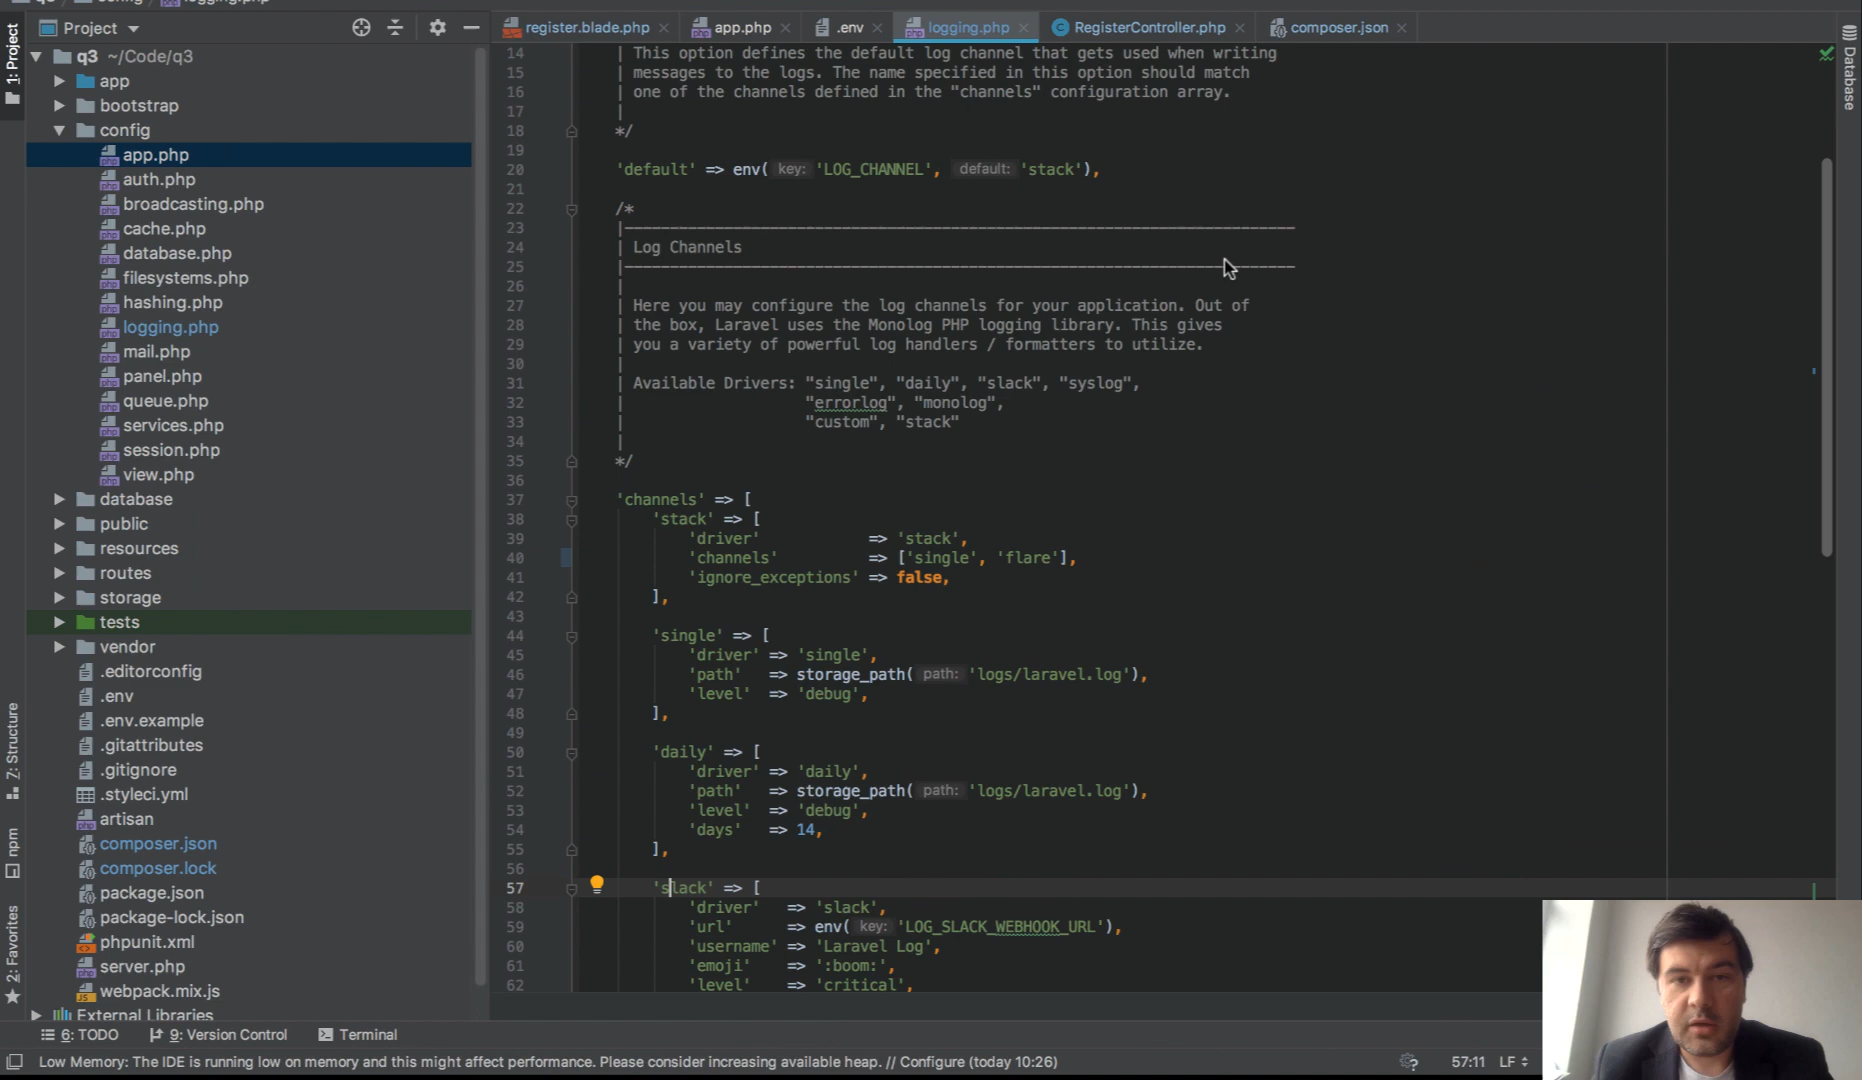 q3 config logging.php
Project
register.blade.php app.php .env logging.php RegisterController.php composer.json
1: Project
7: Structure
npm
2: Favorites
Database
q3 ~/Code/q3
app
bootstrap
config
app.php
auth.php
broadcasting.php
cache.php
database.php
filesystems.php
hashing.php
logging.php
mail.php
panel.php
queue.php
services.php
session.php
view.php
database
public
resources
routes
storage
tests
vendor
.editorconfig
.env
.env.example
.gitattributes
.gitignore
.styleci.yml
artisan
composer.json
composer.lock
package.json
package-lock.json
phpunit.xml
server.php
webpack.mix.js
External Libraries
14 | This option defines the default log channel that gets used when writing
15 | messages to the logs. The name specified in this option should match
16 | one of the channels defined in the "channels" configuration array.
17 |
18 */
19
20 'default' => env( key: 'LOG_CHANNEL', default: 'stack'),
21
22 /*
23 |--------------------------------------------------------------------------
24 | Log Channels
25 |--------------------------------------------------------------------------
26 |
27 | Here you may configure the log channels for your application. Out of
28 | the box, Laravel uses the Monolog PHP logging library. This gives
29 | you a variety of powerful log handlers / formatters to utilize.
30 |
31 | Available Drivers: "single", "daily", "slack", "syslog",
32 | "errorlog", "monolog",
33 | "custom", "stack"
34 |
35 */
36
37 'channels' => [
38 'stack' => [
39 'driver' => 'stack',
40 'channels' => ['single', 'flare'],
41 'ignore_exceptions' => false,
42 ],
43
44 'single' => [
45 'driver' => 'single',
46 'path' => storage_path( path: 'logs/laravel.log'),
47 'level' => 'debug',
48 ],
49
50 'daily' => [
51 'driver' => 'daily',
52 'path' => storage_path( path: 'logs/laravel.log'),
53 'level' => 'debug',
54 'days' => 14,
55 ],
56
57 'slack' => [
58 'driver' => 'slack',
59 'url' => env( key: 'LOG_SLACK_WEBHOOK_URL'),
60 'username' => 'Laravel Log',
61 'emoji' => ':boom:',
62 'level' => 'critical',
6: TODO 9: Version Control Terminal
Low Memory: The IDE is running low on memory and this might affect performance. Please consider increasing available heap. // Configure (today 10:26)
57:11 LF